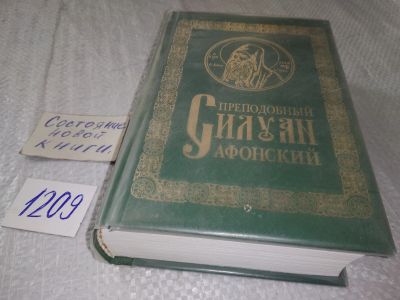 ПРЕПОДОБНЫЙ
СИЛУАН
АФОНСКИЙ
Состояние
новой
книги.
1209